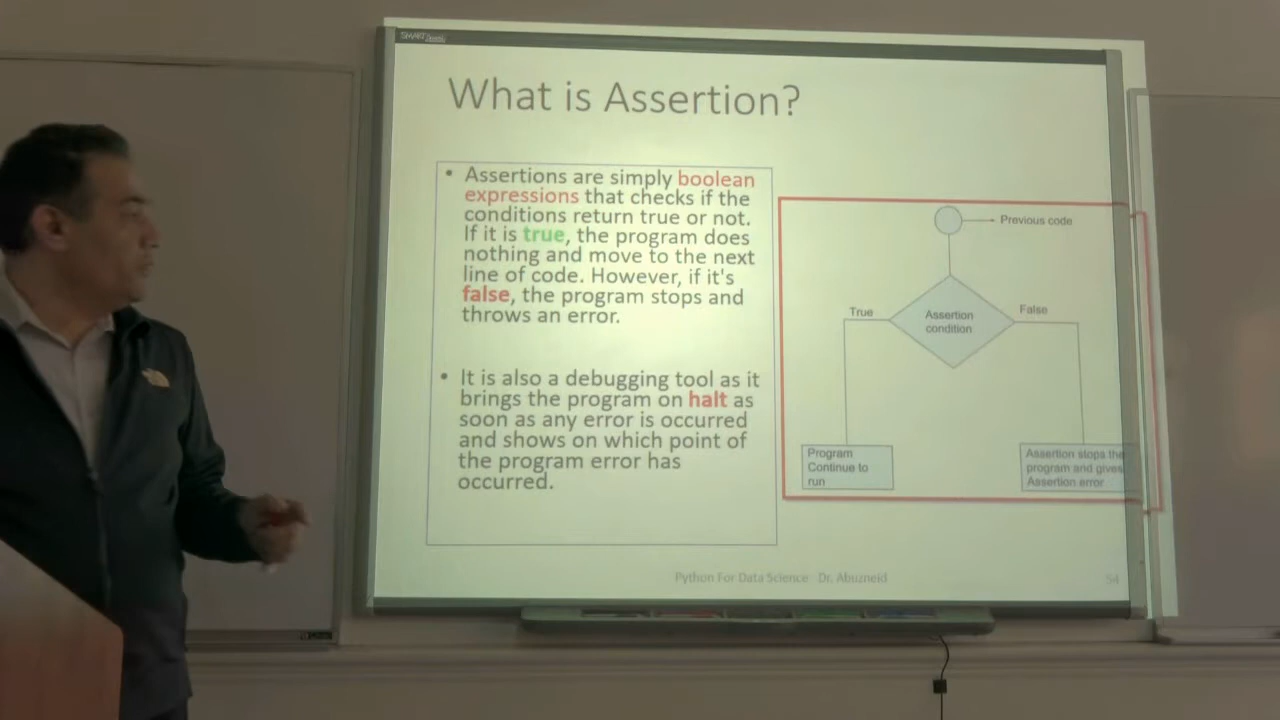 SMART
What is Assertion?
• Assertions are simply boolean
expressions that checks if the
conditions return true or not.
If it is true, the program does
nothing and move to the next
line of code. However, if it's
false, the program stops and
throws an error.
• It is also a debugging tool as it
brings the program on halt as
soon as any error is occurred
and shows on which point of
the program error has
occurred.
Previous code
True
Assertion
condition
False
Program
Continue to
run
Assertion stops the
program and gives
Assertion error
Python For Data Science Dr. Abuzneid
54